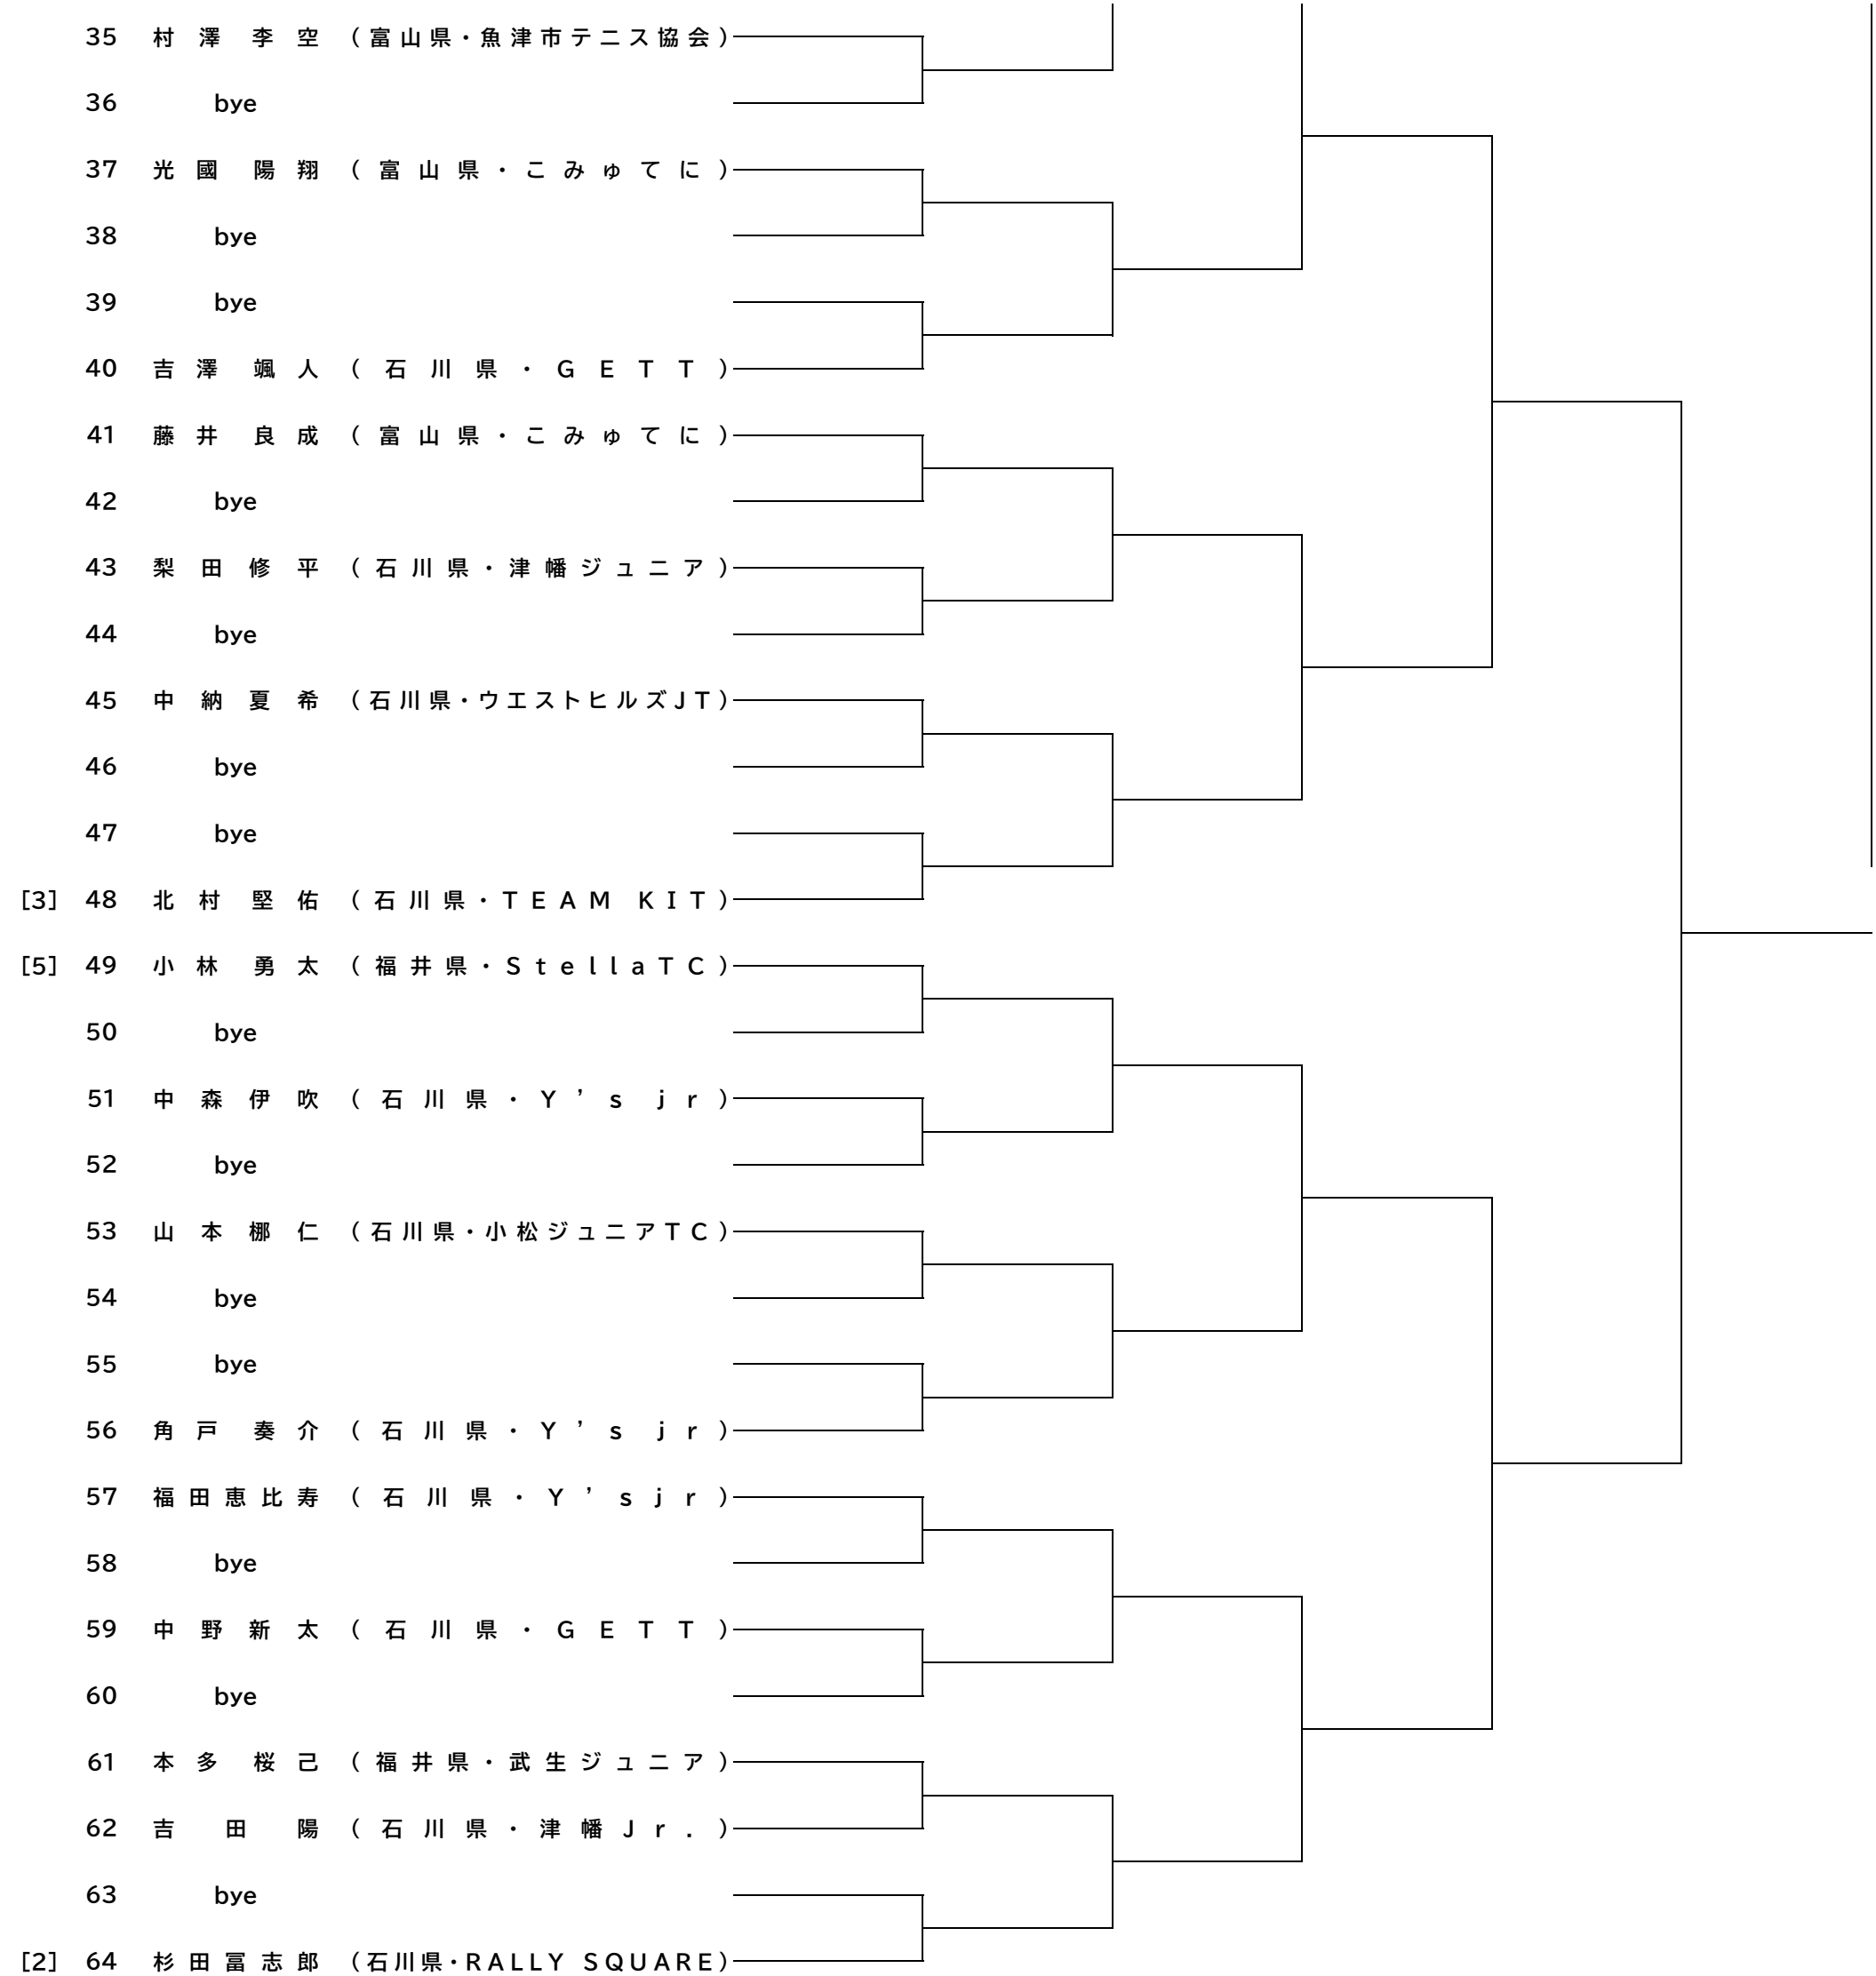 35 村澤 李空 (富山県・魚津市テニス協会)
36 bye
37 光國 陽翔 (富山県・こみゅてに)
38 bye
39 bye
40 吉澤 颯人 (石川県・GETT)
41 藤井 良成 (富山県・こみゅてに)
42 bye
43 梨田修平 (石川県・津幡ジュニア)
44 bye
45 中納夏希 (石川県・ウエストヒルズJT)
46 bye
47 bye
[3] 48 北村 堅佑 (石川県・TEAM KIT)
[5] 49 小林 勇太 (福井県・StellaTC)
50 bye
51 中森伊吹 (石川県・Y’s jr)
52 bye
53 山本梛仁 (石川県・小松ジュニアTC)
54 bye
55 bye
56 角戸 奏介 (石川県・Y’s jr)
57 福田恵比寿 (石川県・Y’sjr)
58 bye
59 中野新太 (石川県・GETT)
60 bye
61 本多 桜己 (福井県・武生ジュニア)
62 吉田陽 (石川県・津幡Jr.)
63 bye
[2] 64 杉田冨志郎 (石川県・RALLY SQUARE)